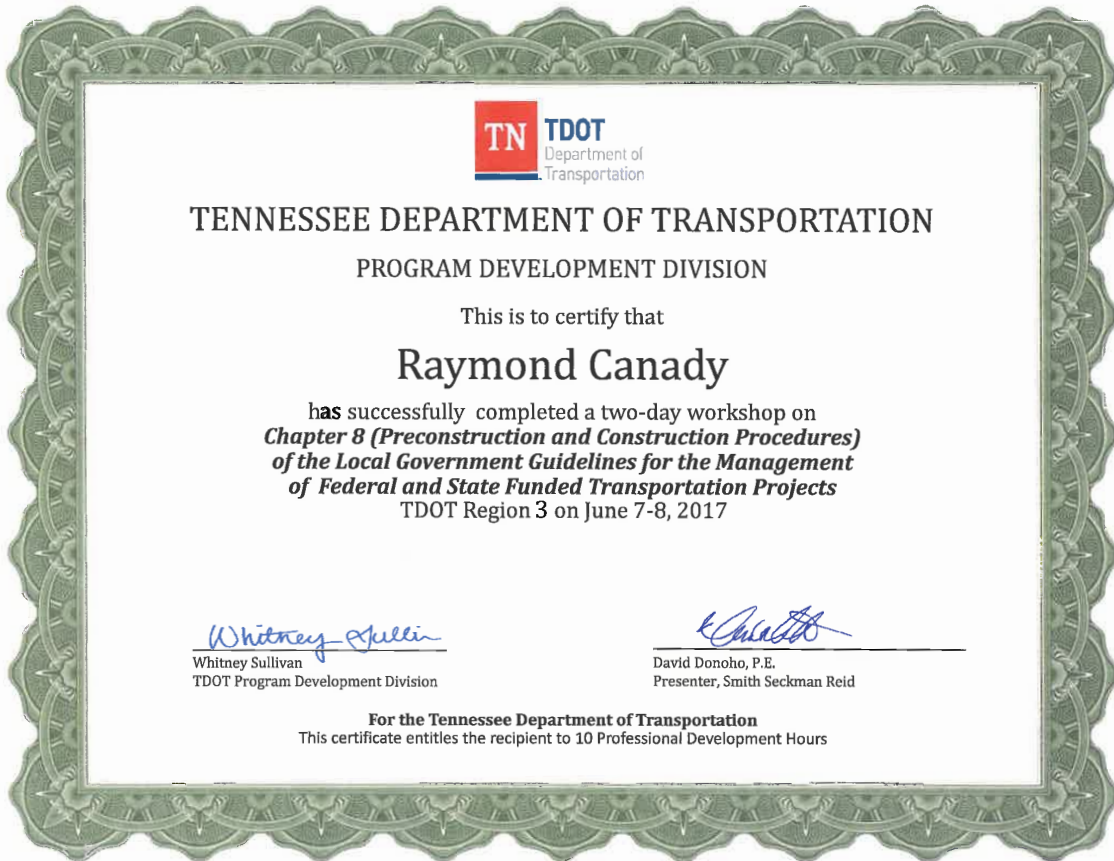 TN TDOT
Department of
Transportation
TENNESSEE DEPARTMENT OF TRANSPORTATION
PROGRAM DEVELOPMENT DIVISION
This is to certify that
Raymond Canady
has successfully completed a two-day workshop on
Chapter 8 (Preconstruction and Construction Procedures)
of the Local Government Guidelines for the Management
of Federal and State Funded Transportation Projects
TDOT Region 3 on June 7-8, 2017
Whitney Sullivan
Whitney Sullivan
TDOT Program Development Division
David Donoho, P.E.
Presenter, Smith Seckman Reid
For the Tennessee Department of Transportation
This certificate entitles the recipient to 10 Professional Development Hours